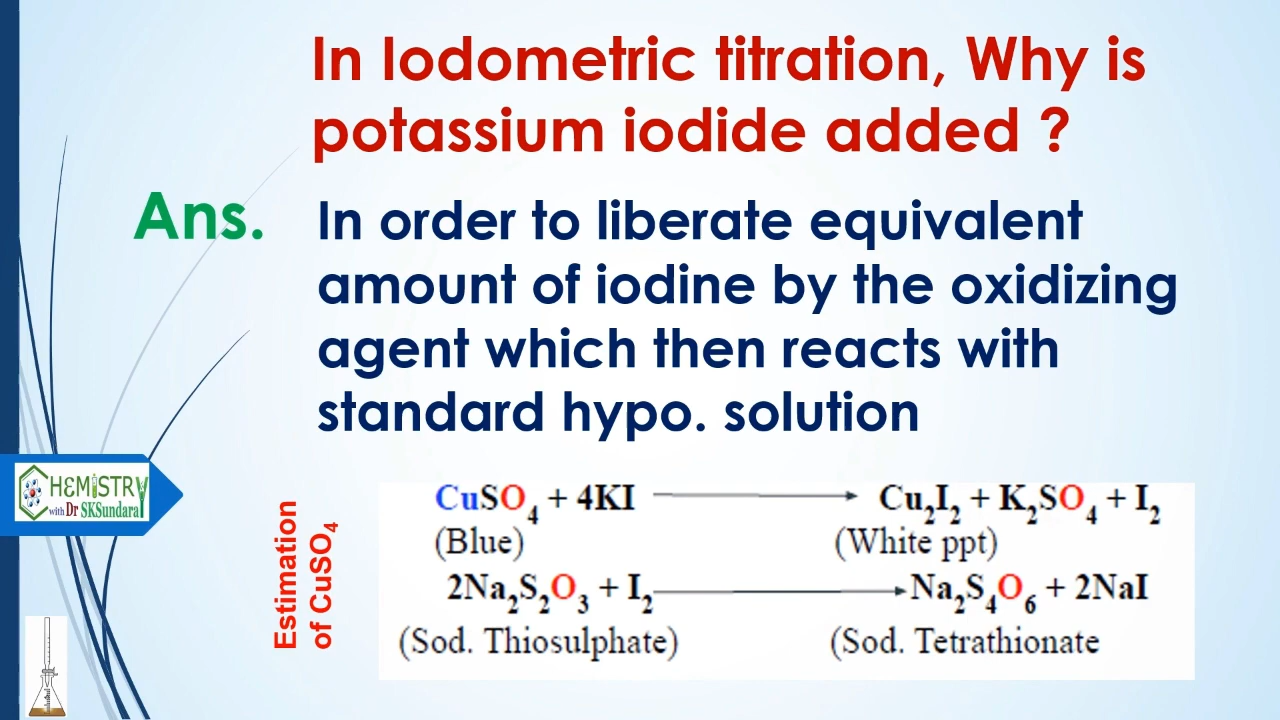 In Iodometric titration, Why is
potassium iodide added ?
Ans. In order to liberate equivalent
amount of iodine by the oxidizing
agent which then reacts with
standard hypo. solution
CHEMISTRY
with Dr SKSundaraY
Estimation
of CuSO₄
CuSO₄ + 4KI → Cu₂I₂ + K₂SO₄ + I₂
(Blue) (White ppt)
2Na₂S₂O₃ + I₂ → Na₂S₄O₆ + 2NaI
(Sod. Thiosulphate) (Sod. Tetrathionate